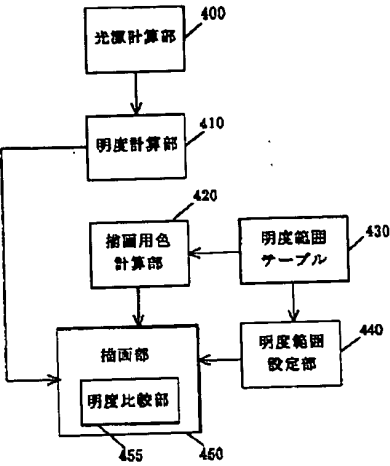 400
光源計算部
410
明度計算部
420
描画用色
計算部
430
明度範囲
テーブル
440
明度範囲
設定部
描画部
明度比較部
455
450